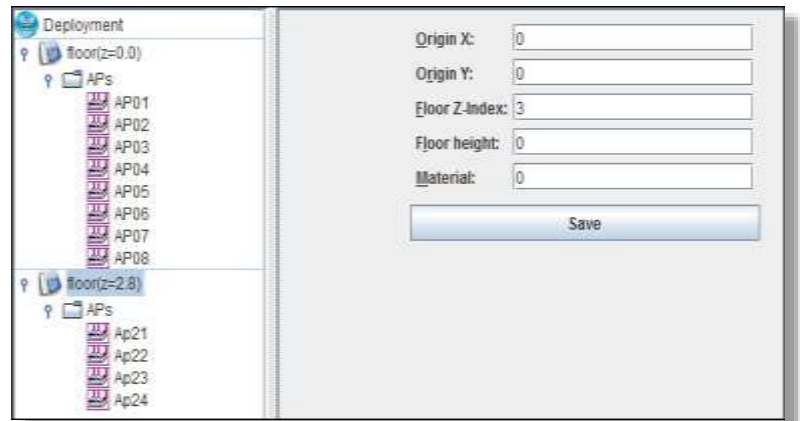 Deployment
floor(z=0.0)
APs
AP01
AP02
AP03
AP04
AP05
AP06
AP07
AP08
floor(z=2.8)
APs
Ap21
Ap22
Ap23
Ap24
Origin X: 0
Origin Y: 0
Floor Z-Index: 3
Floor height: 0
Material: 0
Save